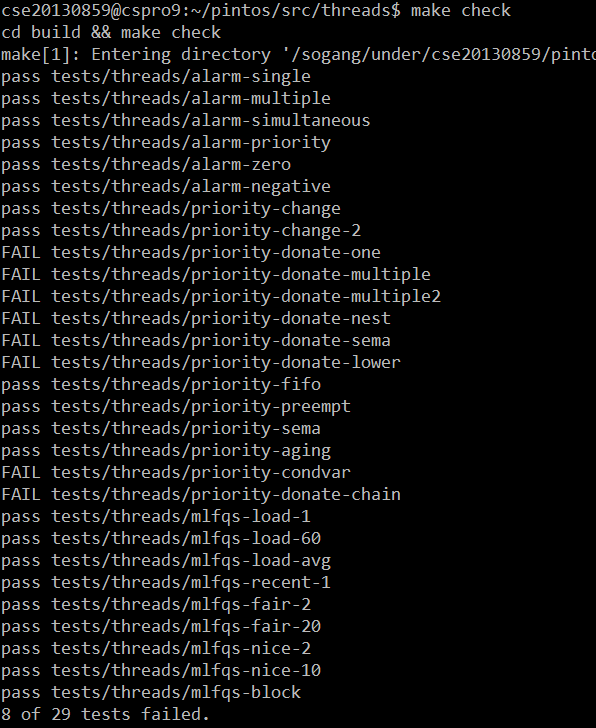 cse20130859@cspro9:~/pintos/src/threads$ make check
cd build && make check
make[1]: Entering directory '/sogang/under/cse20130859/pinto
pass tests/threads/alarm-single
pass tests/threads/alarm-multiple
pass tests/threads/alarm-simultaneous
pass tests/threads/alarm-priority
pass tests/threads/alarm-zero
pass tests/threads/alarm-negative
pass tests/threads/priority-change
pass tests/threads/priority-change-2
FAIL tests/threads/priority-donate-one
FAIL tests/threads/priority-donate-multiple
FAIL tests/threads/priority-donate-multiple2
FAIL tests/threads/priority-donate-nest
FAIL tests/threads/priority-donate-sema
FAIL tests/threads/priority-donate-lower
pass tests/threads/priority-fifo
pass tests/threads/priority-preempt
pass tests/threads/priority-sema
pass tests/threads/priority-aging
FAIL tests/threads/priority-condvar
FAIL tests/threads/priority-donate-chain
pass tests/threads/mlfqs-load-1
pass tests/threads/mlfqs-load-60
pass tests/threads/mlfqs-load-avg
pass tests/threads/mlfqs-recent-1
pass tests/threads/mlfqs-fair-2
pass tests/threads/mlfqs-fair-20
pass tests/threads/mlfqs-nice-2
pass tests/threads/mlfqs-nice-10
pass tests/threads/mlfqs-block
8 of 29 tests failed.